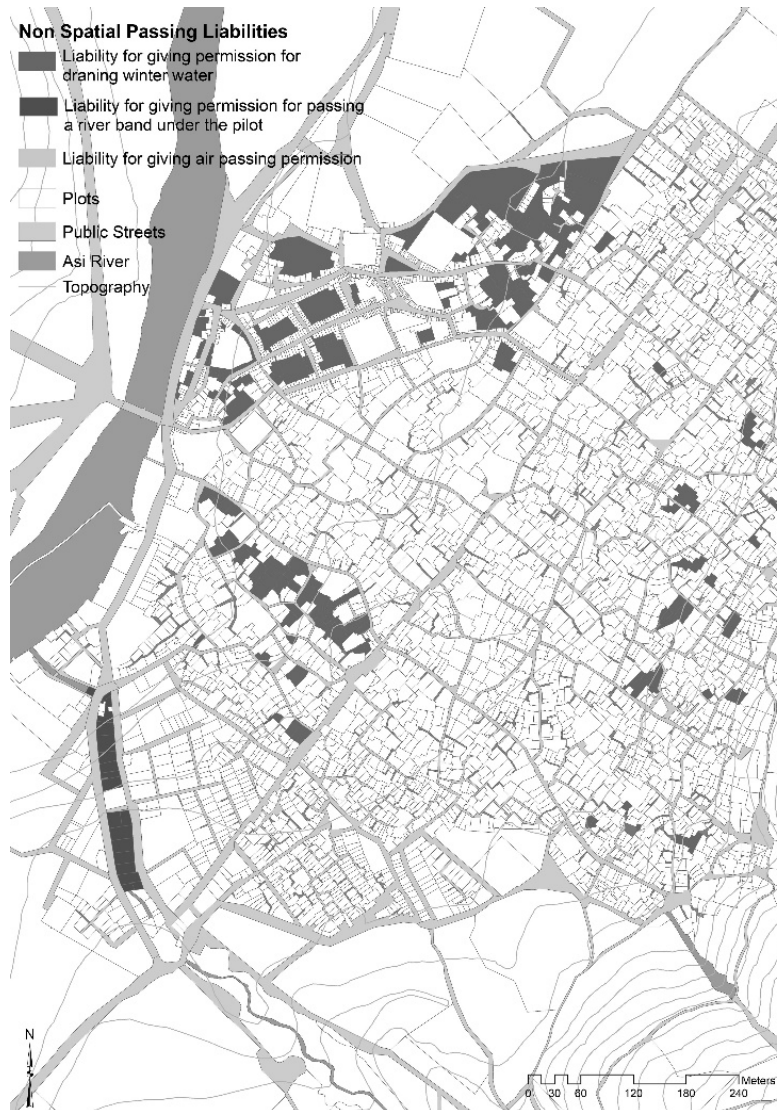 Non Spatial Passing Liabilities
Liability for giving permission for
draning winter water
Liability for giving permission for passing
a river band under the pilot
Liability for giving air passing permission
Plots
Public Streets
Asi River
Topography
N
Meters
0 30 60 120 180 240